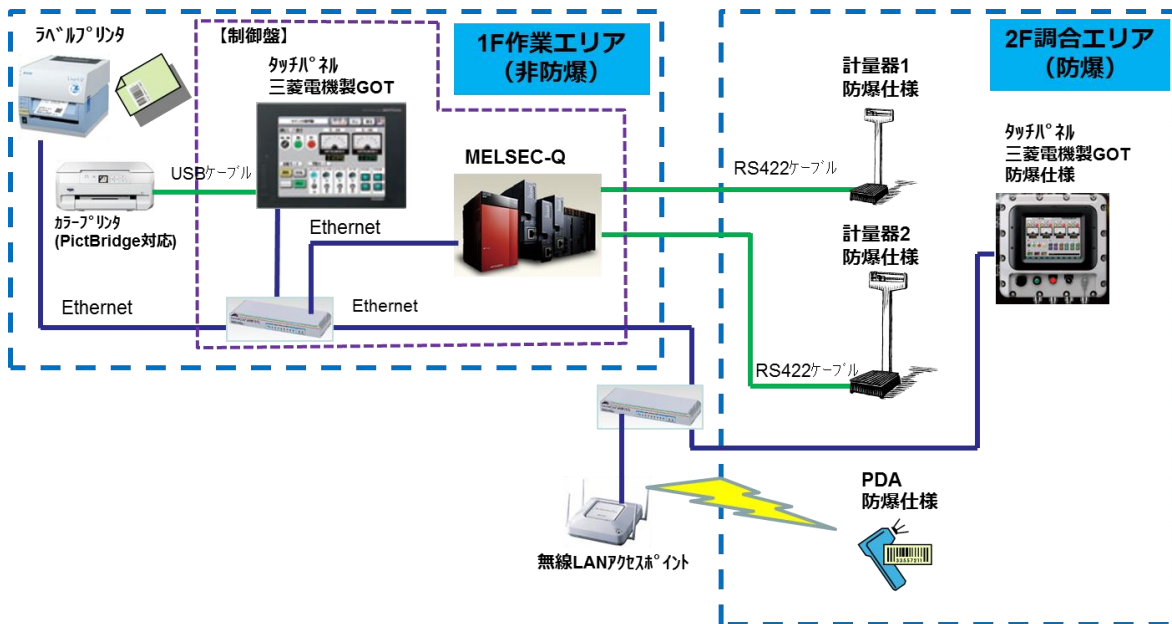 ラベルプリンタ
【制御盤】
タッチパネル
三菱電機製GOT
1F作業エリア
（非防爆）
MELSEC-Q
USBケーブル
カラープリンタ
(PictBridge対応)
Ethernet
Ethernet
Ethernet
RS422ケーブル
RS422ケーブル
2F調合エリア
（防爆）
計量器1
防爆仕様
計量器2
防爆仕様
タッチパネル
三菱電機製GOT
防爆仕様
無線LANアクセスポイント
PDA
防爆仕様